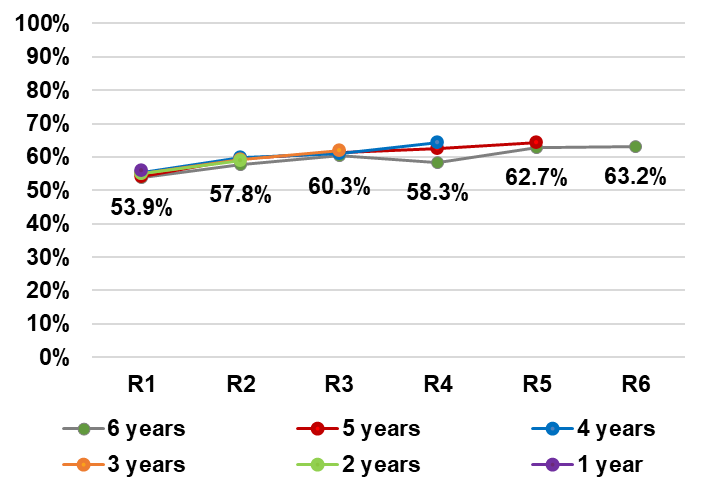 100%
90%
80%
70%
60%
50%
40%
30%
20%
10%
0%
53.9% 57.8% 60.3% 58.3% 62.7% 63.2%
R1 R2 R3 R4 R5 R6
6 years 5 years 4 years
3 years 2 years 1 year